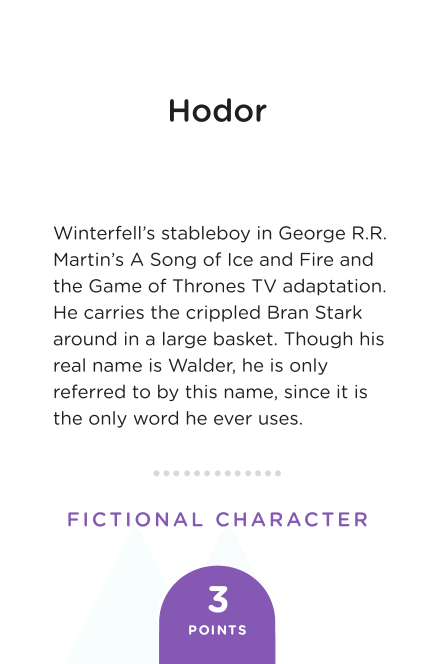 Hodor
Winterfell’s stableboy in George R.R.
Martin’s A Song of Ice and Fire and
the Game of Thrones TV adaptation.
He carries the crippled Bran Stark
around in a large basket. Though his
real name is Walder, he is only
referred to by this name, since it is
the only word he ever uses.
FICTIONAL CHARACTER
3
POINTS